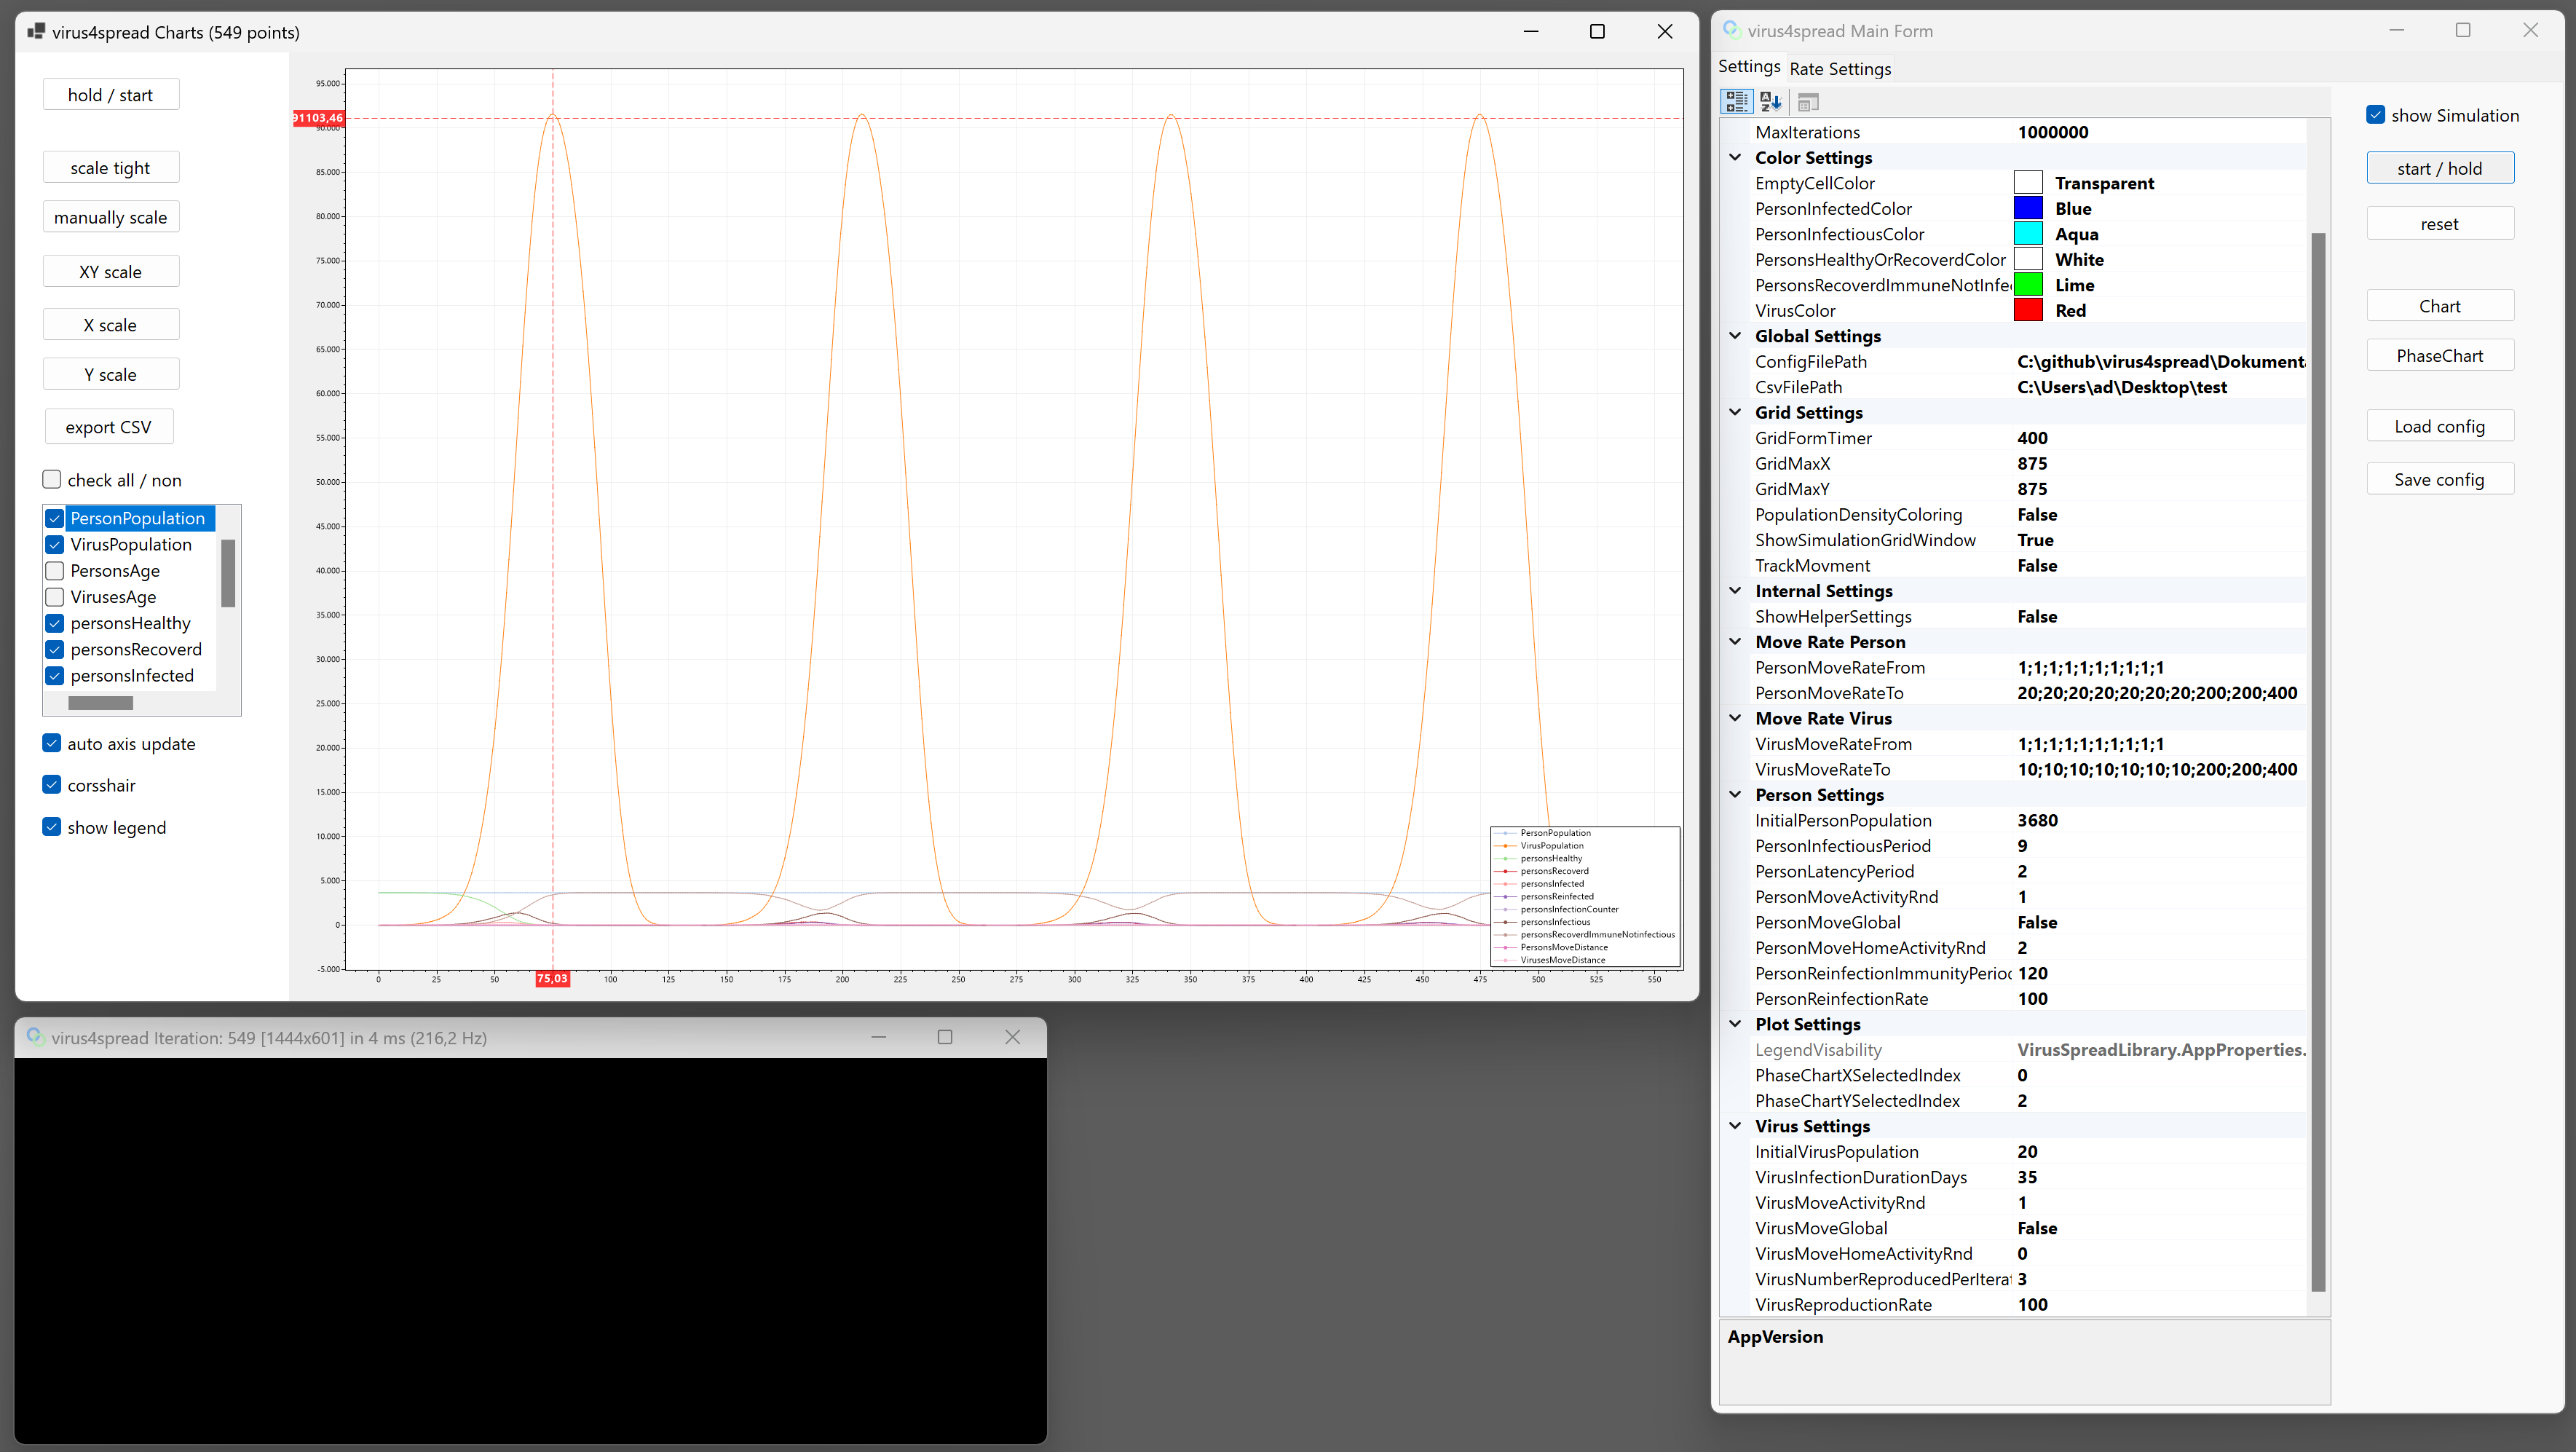 virus4spread Charts (549 points)
hold / start
scale tight
manually scale
XY scale
X scale
Y scale
export CSV
check all / non
PersonPopulation
VirusPopulation
PersonsAge
VirusesAge
personsHealthy
personsRecoverd
personsInfected
auto axis update
corsshair
show legend
95.000
91103,46
90.000
85.000
80.000
75.000
70.000
65.000
60.000
55.000
50.000
45.000
40.000
35.000
30.000
25.000
20.000
15.000
10.000
5.000
0
-5.000
0 25 50 75,03 100 125 150 175 200 225 250 275 300 325 350 375 400 425 450 475 500 525 550
PersonPopulation
VirusPopulation
personsHealthy
personsRecoverd
personsInfected
personsReinfected
personsInfectionCounter
personsInfectious
personsRecoverdImmuneNotinfectious
PersonsMoveDistance
VirusesMoveDistance
virus4spread Iteration: 549 [1444x601] in 4 ms (216,2 Hz)
virus4spread Main Form
Settings Rate Settings
MaxIterations 1000000
Color Settings
EmptyCellColor Transparent
PersonInfectedColor Blue
PersonInfectiousColor Aqua
PersonsHealthyOrRecoverdColor White
PersonsRecoverdImmuneNotInfe Lime
VirusColor Red
Global Settings
ConfigFilePath C:\github\virus4spread\Dokument
CsvFilePath C:\Users\ad\Desktop\test
Grid Settings
GridFormTimer 400
GridMaxX 875
GridMaxY 875
PopulationDensityColoring False
ShowSimulationGridWindow True
TrackMovment False
Internal Settings
ShowHelperSettings False
Move Rate Person
PersonMoveRateFrom 1;1;1;1;1;1;1;1;1;1
PersonMoveRateTo 20;20;20;20;20;20;20;200;200;400
Move Rate Virus
VirusMoveRateFrom 1;1;1;1;1;1;1;1;1;1
VirusMoveRateTo 10;10;10;10;10;10;10;200;200;400
Person Settings
InitialPersonPopulation 3680
PersonInfectiousPeriod 9
PersonLatencyPeriod 2
PersonMoveActivityRnd 1
PersonMoveGlobal False
PersonMoveHomeActivityRnd 2
PersonReinfectionImmunityPeriod 120
PersonReinfectionRate 100
Plot Settings
LegendVisability VirusSpreadLibrary.AppProperties.
PhaseChartXSelectedIndex 0
PhaseChartYSelectedIndex 2
Virus Settings
InitialVirusPopulation 20
VirusInfectionDurationDays 35
VirusMoveActivityRnd 1
VirusMoveGlobal False
VirusMoveHomeActivityRnd 0
VirusNumberReproducedPerIterat 3
VirusReproductionRate 100
AppVersion
show Simulation
start / hold
reset
Chart
PhaseChart
Load config
Save config